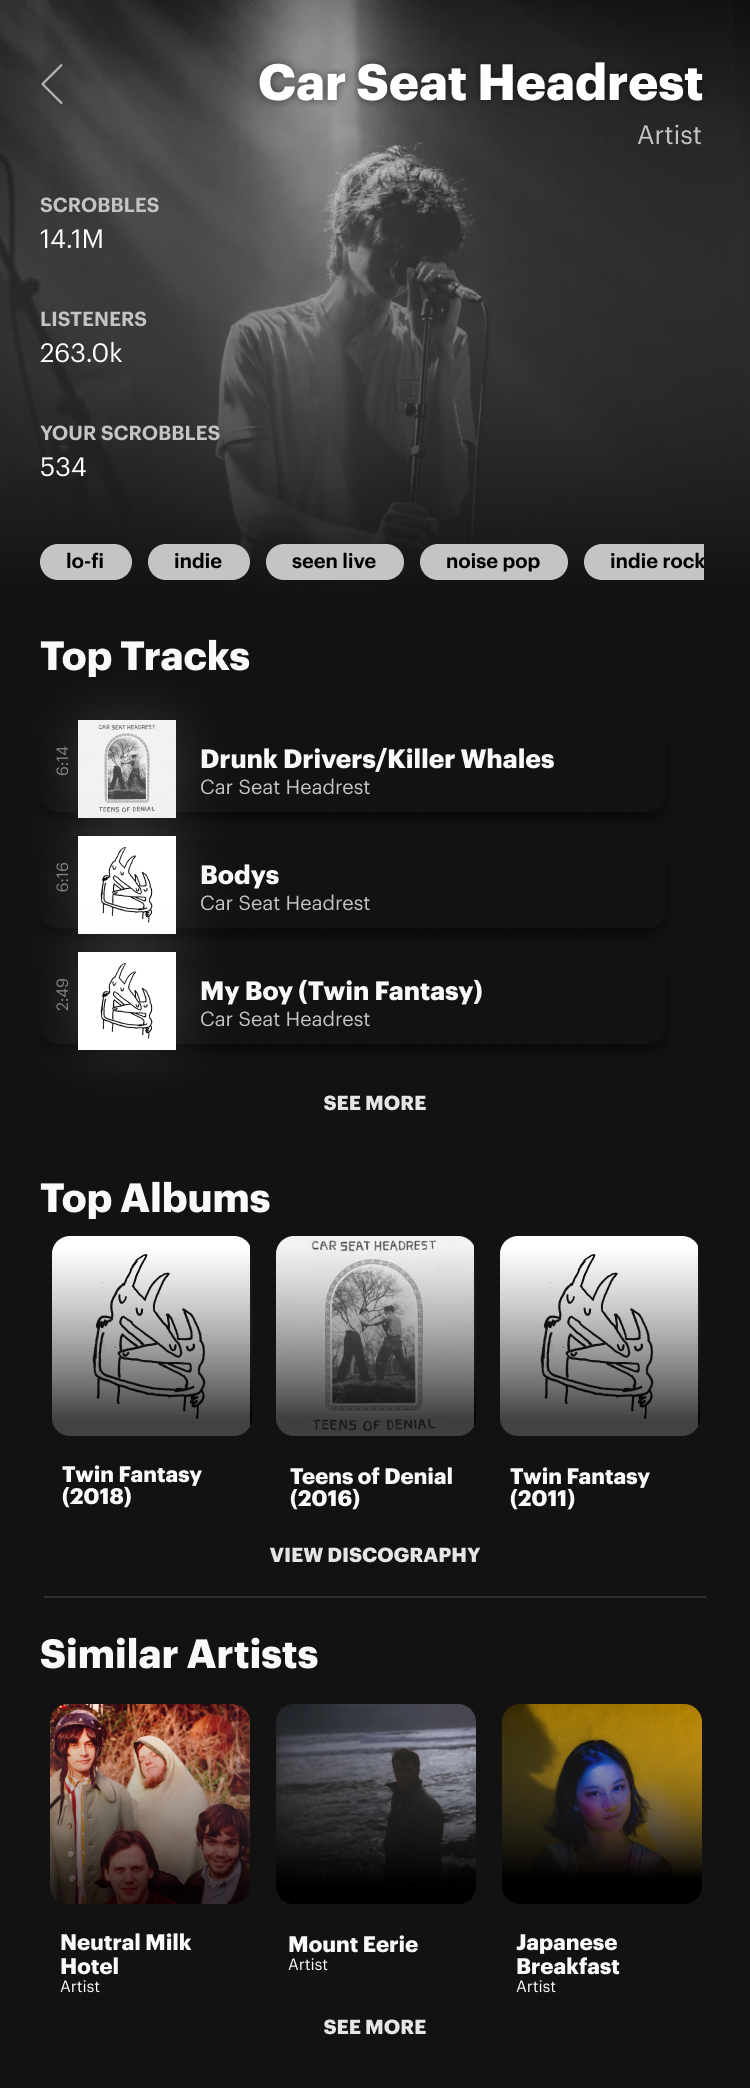 Car Seat Headrest
Artist
SCROBBLES
14.1M
LISTENERS
263.0k
YOUR SCROBBLES
534
lo-fi
indie
seen live
noise pop
indie rock
Top Tracks
6:14
CAR SEAT HEADREST
TEENS OF DENIAL
Drunk Drivers/Killer Whales
Car Seat Headrest
6:16
Bodys
Car Seat Headrest
2:49
My Boy (Twin Fantasy)
Car Seat Headrest
SEE MORE
Top Albums
CAR SEAT HEADREST
TEENS OF DENIAL
Twin Fantasy
(2018)
Teens of Denial
(2016)
Twin Fantasy
(2011)
VIEW DISCOGRAPHY
Similar Artists
Neutral Milk
Hotel
Artist
Mount Eerie
Artist
Japanese
Breakfast
Artist
SEE MORE